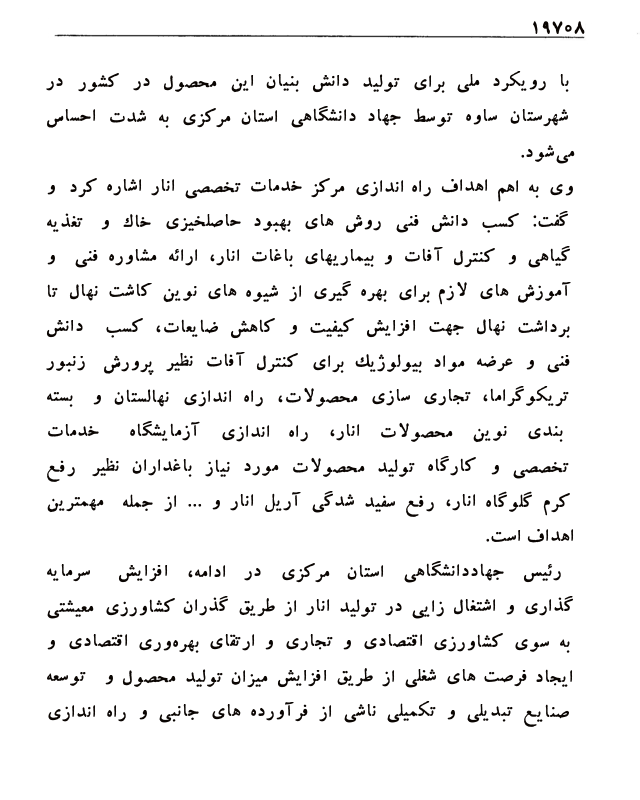 ۱۹۷۰۸
با رویکرد ملی برای تولید دانش بنیان این محصول در کشور در
شهرستان ساوه توسط جهاد دانشگاهی استان مرکزی به شدت احساس
می‌شود.
وی به اهم اهداف راه اندازی مرکز خدمات تخصصی انار اشاره کرد و
گفت: کسب دانش فنی روش های بهبود حاصلخیزی خاك و تغذیه
گیاهی و کنترل آفات و بیماریهای باغات انار، ارائه مشاوره فنی و
آموزش های لازم برای بهره گیری از شیوه های نوین کاشت نهال تا
برداشت نهال جهت افزایش کیفیت و کاهش ضایعات، کسب دانش
فنی و عرضه مواد بیولوژیك برای کنترل آفات نظیر پرورش زنبور
تریکوگراما، تجاری سازی محصولات، راه اندازی نهالستان و بسته
بندی نوین محصولات انار، راه اندازی آزمایشگاه خدمات
تخصصی و کارگاه تولید محصولات مورد نیاز باغداران نظیر رفع
کرم گلوگاه انار، رفع سفید شدگی آریل انار و ... از جمله مهمترین
اهداف است.
رئیس جهاددانشگاهی استان مرکزی در ادامه، افزایش سرمایه
گذاری و اشتغال زایی در تولید انار از طریق گذران کشاورزی معیشتی
به سوی کشاورزی اقتصادی و تجاری و ارتقای بهره‌وری اقتصادی و
ایجاد فرصت های شغلی از طریق افزایش میزان تولید محصول و توسعه
صنایع تبدیلی و تکمیلی ناشی از فرآورده های جانبی و راه اندازی